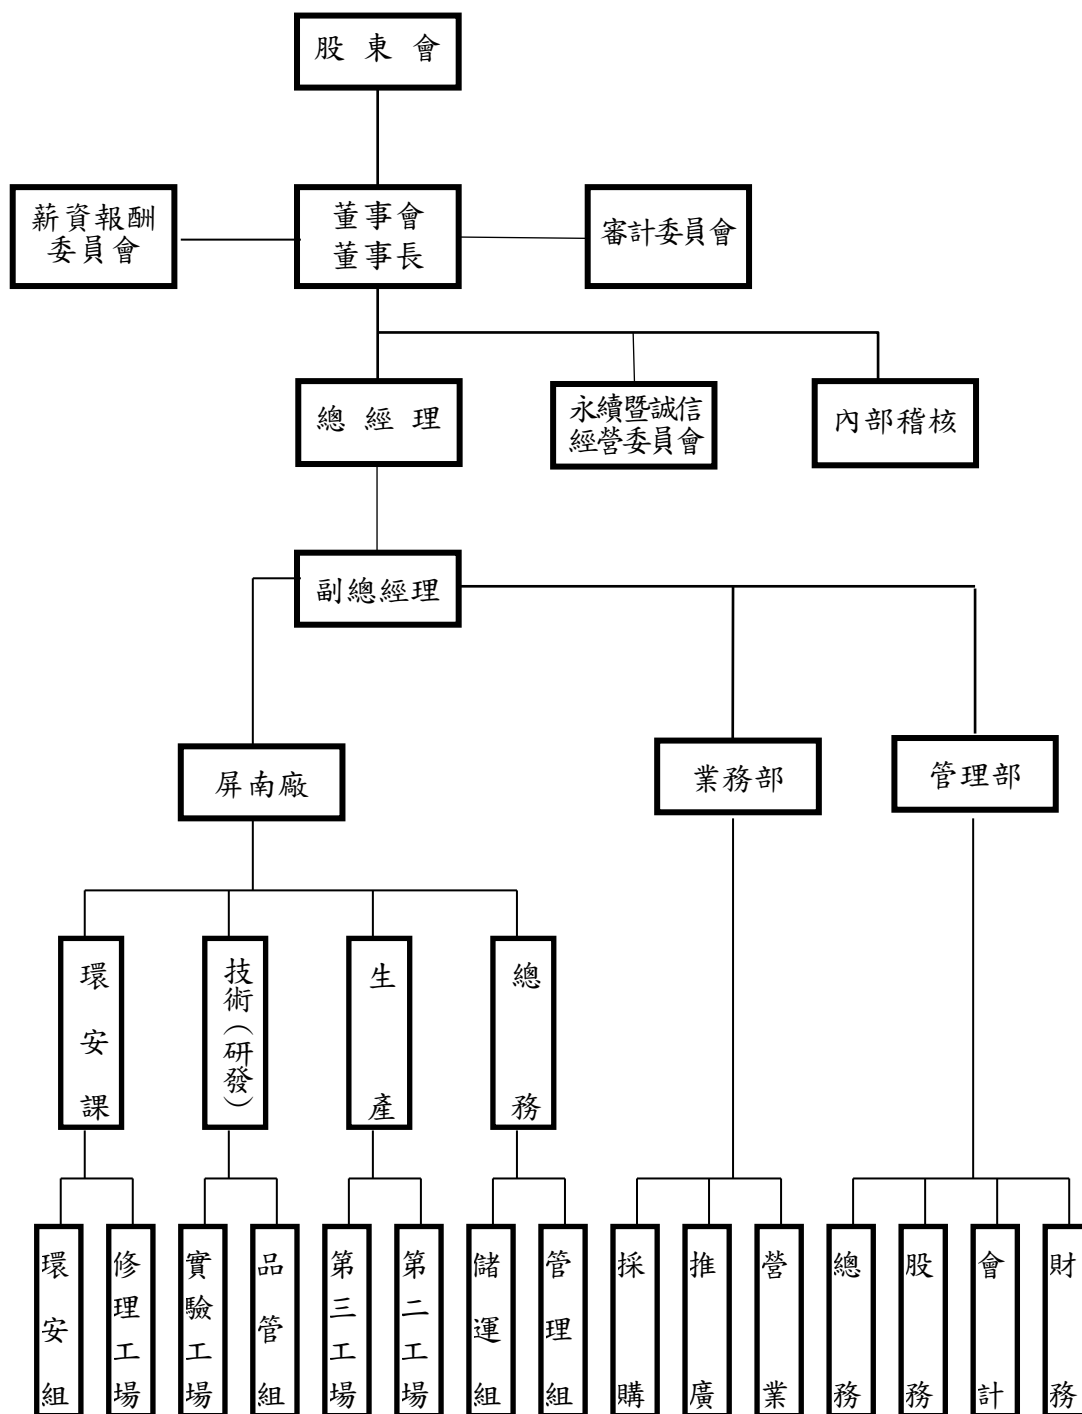 股東會
薪資報酬
委員會
董事會
董事長
審計委員會
總經理
永續暨誠信
經營委員會
內部稽核
副總經理
屏南廠
業務部
管理部
環安課
技術(研發)
生產
總務
環安組
修理工場
實驗工場
品管組
第三工場
第二工場
儲運組
管理組
採購
推廣
營業
總務
股務
會計
財務